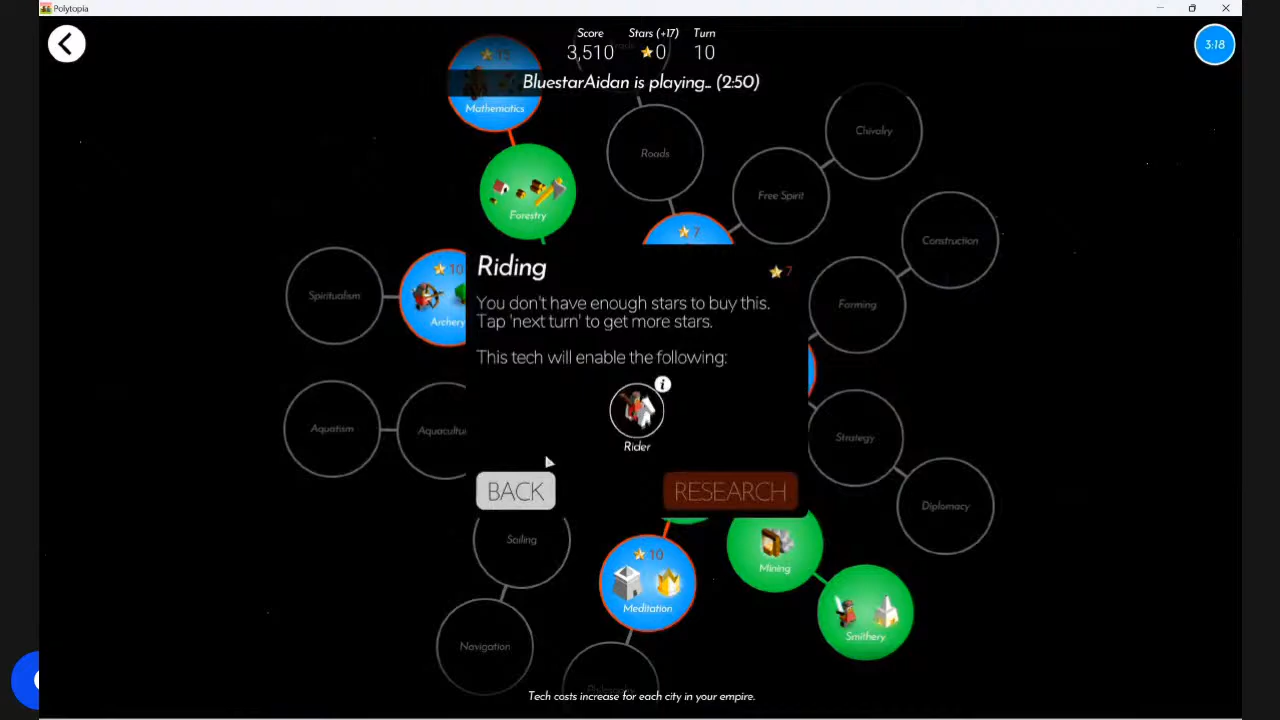 Polytopia
Score
3,510
Stars (+17)
0
Turn
10
3:18
BluestarAidan is playing... (2:50)
Mathematics
Roads
Chivalry
Free Spirit
Forestry
7
Construction
Spiritualism
10
Archery
Farming
Riding
7
You don't have enough stars to buy this.
Tap 'next turn' to get more stars.
This tech will enable the following:
i
Rider
BACK
RESEARCH
Aquatism
Aquacultu
Strategy
Diplomacy
Sailing
10
Meditation
Mining
Smithery
Navigation
Tech costs increase for each city in your empire.